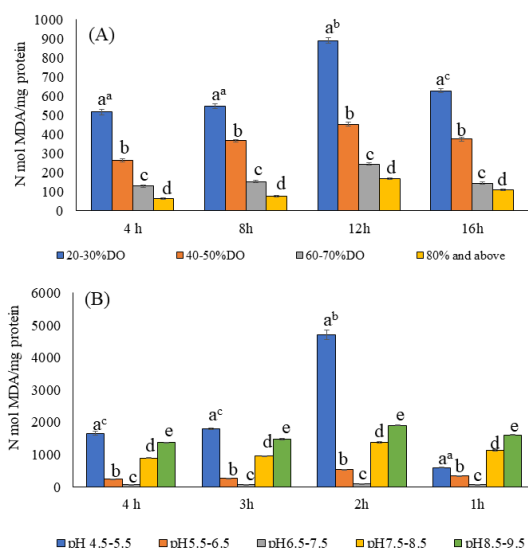 (A)
N mol MDA/mg protein
1000
900
800
700
600
500
400
300
200
100
0
aᵃ b c d
aᵃ b c d
aᵇ b c d
aᶜ b c d
4 h 8h 12h 16h
20-30%DO 40-50%DO 60-70%DO 80% and above
(B)
N mol MDA/mg protein
6000
5000
4000
3000
2000
1000
0
aᶜ b c d e
aᶜ b c d e
aᵇ b c d e
aᵃ b c d e
4 h 3h 2h 1h
pH 4.5-5.5 pH5.5-6.5 pH6.5-7.5 pH7.5-8.5 pH8.5-9.5